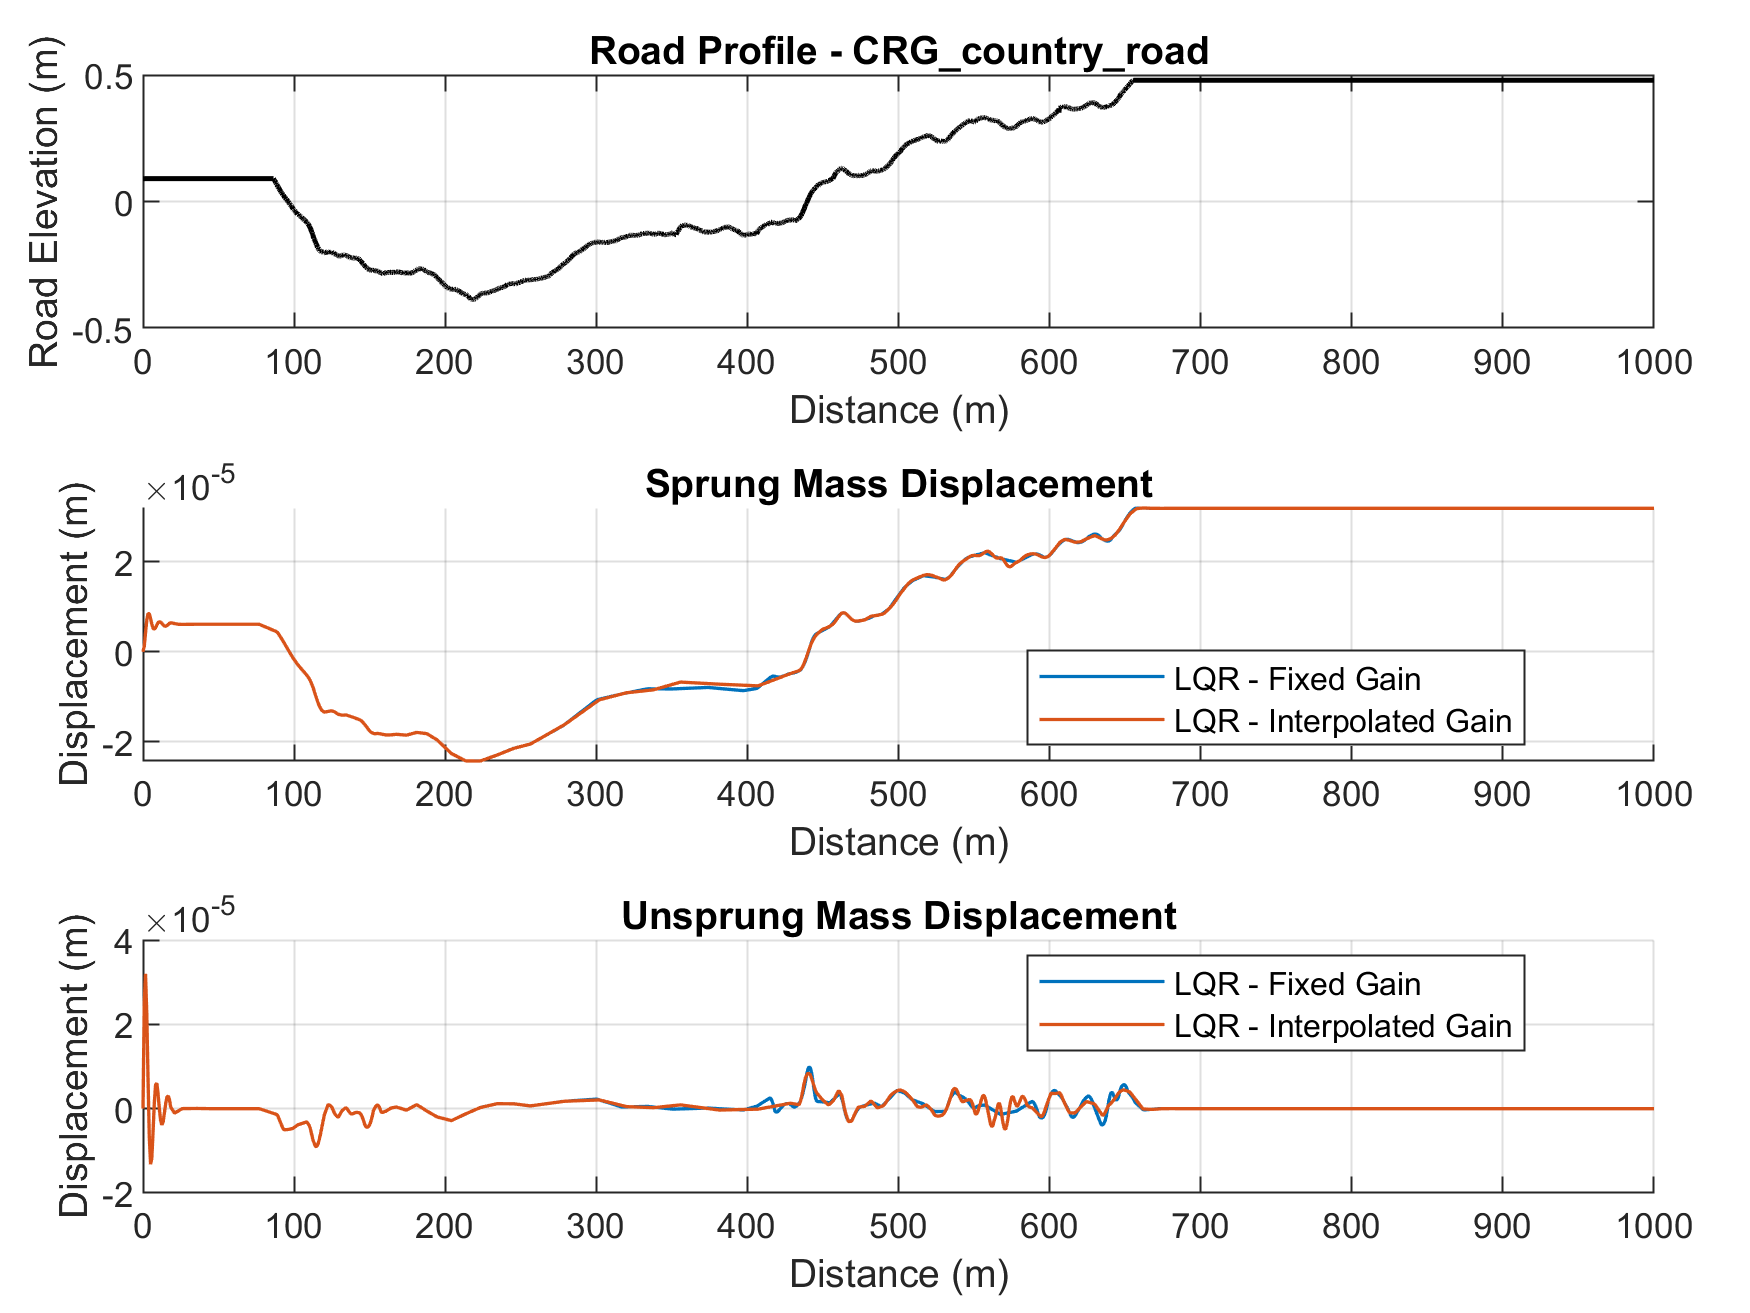 Road Profile - CRG_country_road
Road Elevation (m)
0.5
0
-0.5
0 100 200 300 400 500 600 700 800 900 1000
Distance (m)
×10-5
Sprung Mass Displacement
Displacement (m)
2
0
-2
LQR - Fixed Gain
LQR - Interpolated Gain
0 100 200 300 400 500 600 700 800 900 1000
Distance (m)
×10-5
Unsprung Mass Displacement
Displacement (m)
4
2
0
-2
LQR - Fixed Gain
LQR - Interpolated Gain
0 100 200 300 400 500 600 700 800 900 1000
Distance (m)